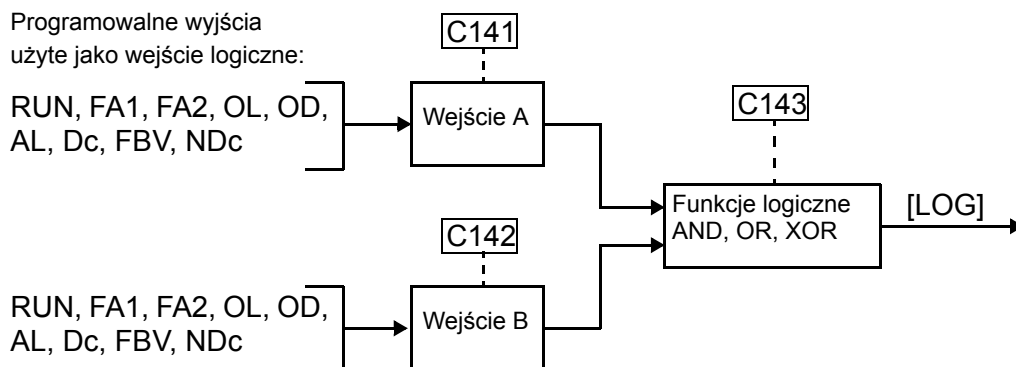 Programowalne wyjścia
użyte jako wejście logiczne:
C141
RUN, FA1, FA2, OL, OD,
AL, Dc, FBV, NDc
Wejście A
C143
Funkcje logiczne
AND, OR, XOR
[LOG]
C142
RUN, FA1, FA2, OL, OD,
AL, Dc, FBV, NDc
Wejście B